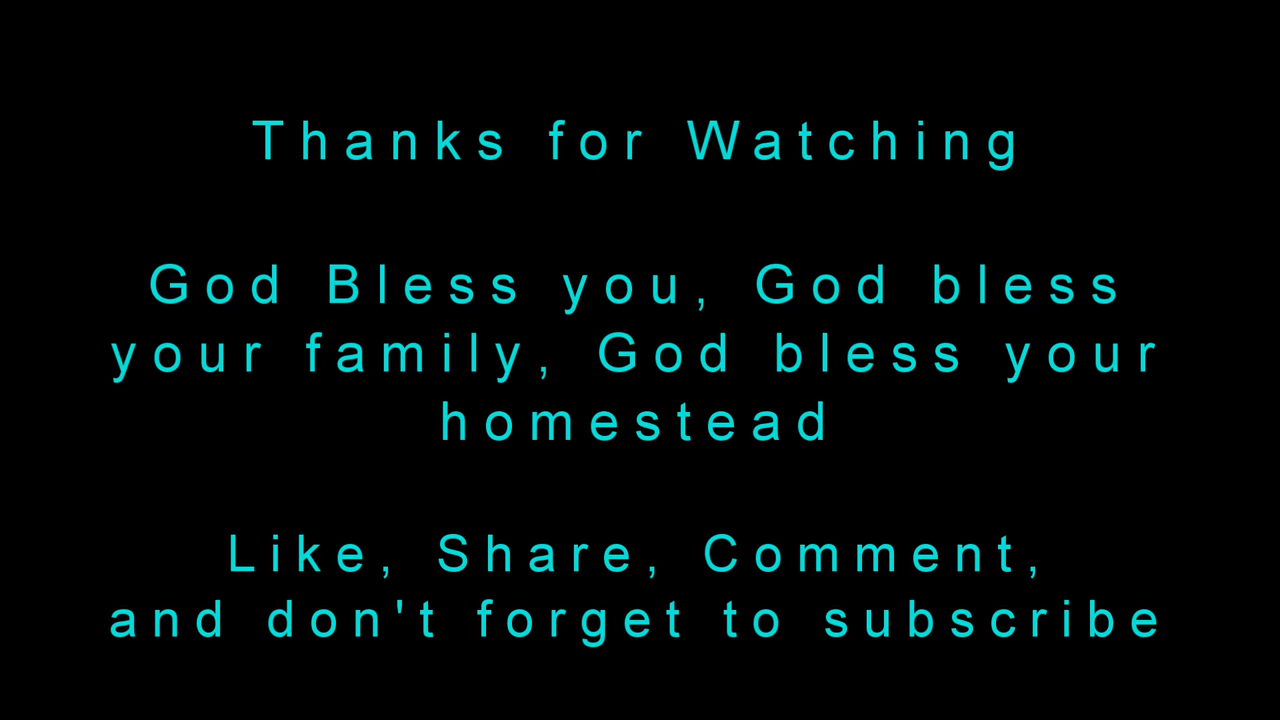 Thanks for Watching
God Bless you, God bless
your family, God bless your
homestead
Like, Share, Comment,
and don't forget to subscribe